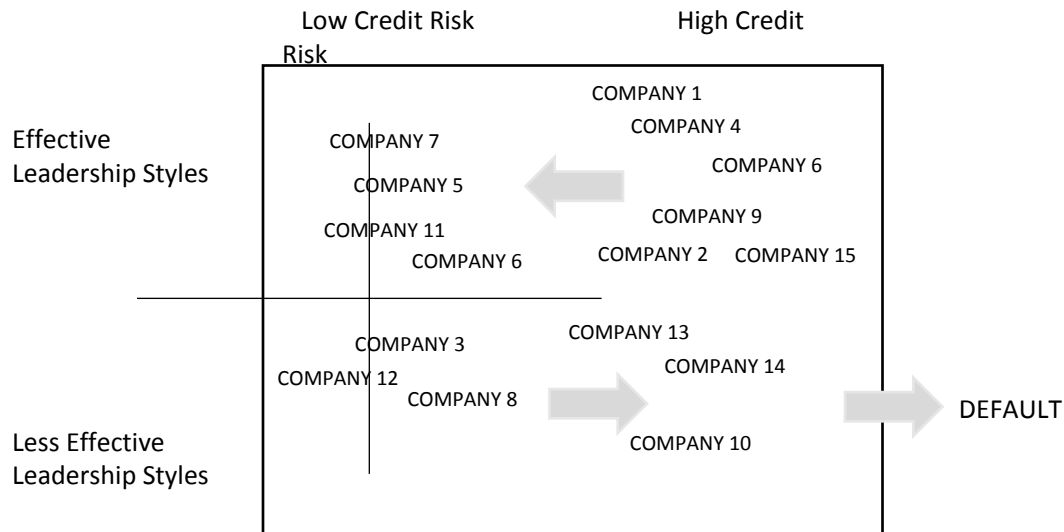 Low Credit Risk High Credit
Risk
COMPANY 1
COMPANY 4
Effective
Leadership Styles
COMPANY 7
COMPANY 6
COMPANY 5
COMPANY 9
COMPANY 11
COMPANY 2
COMPANY 15
COMPANY 6
COMPANY 13
COMPANY 3
COMPANY 14
COMPANY 12
COMPANY 8
DEFAULT
Less Effective
Leadership Styles
COMPANY 10